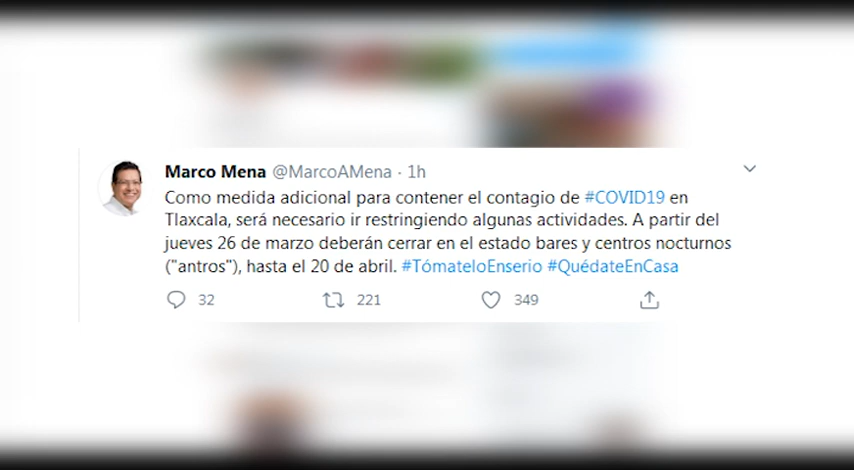 Marco Mena @MarcoAMena · 1h
Como medida adicional para contener el contagio de #COVID19 en
Tlaxcala, será necesario ir restringiendo algunas actividades. A partir del
jueves 26 de marzo deberán cerrar en el estado bares y centros nocturnos
("antros"), hasta el 20 de abril. #TómateloEnserio #QuédateEnCasa
32 221 349